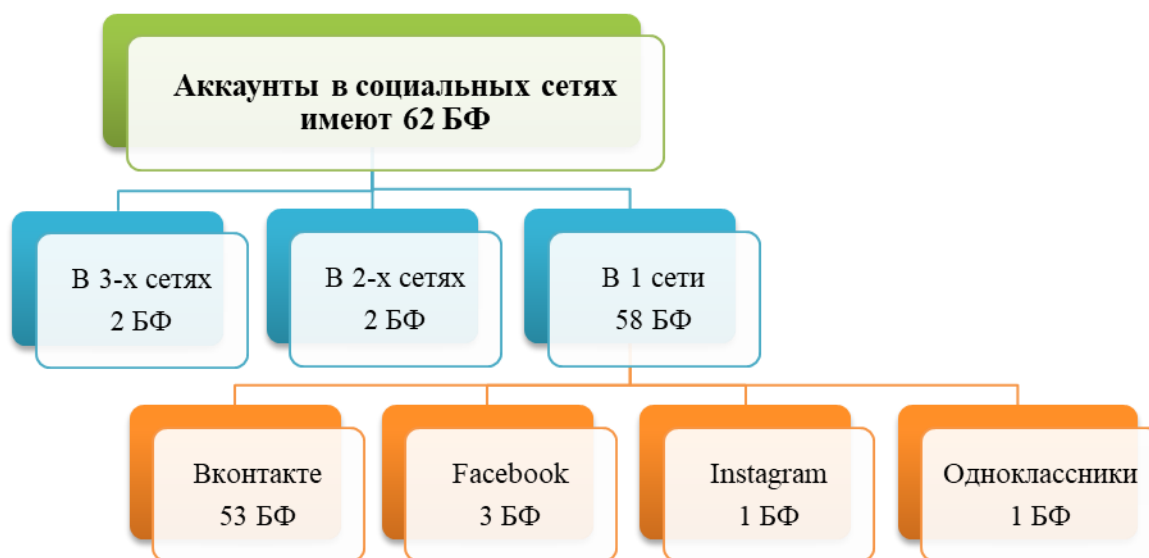 Аккаунты в социальных сетях
имеют 62 БФ
В 3-х сетях
2 БФ
В 2-х сетях
2 БФ
В 1 сети
58 БФ
Вконтакте
53 БФ
Facebook
3 БФ
Instagram
1 БФ
Одноклассники
1 БФ